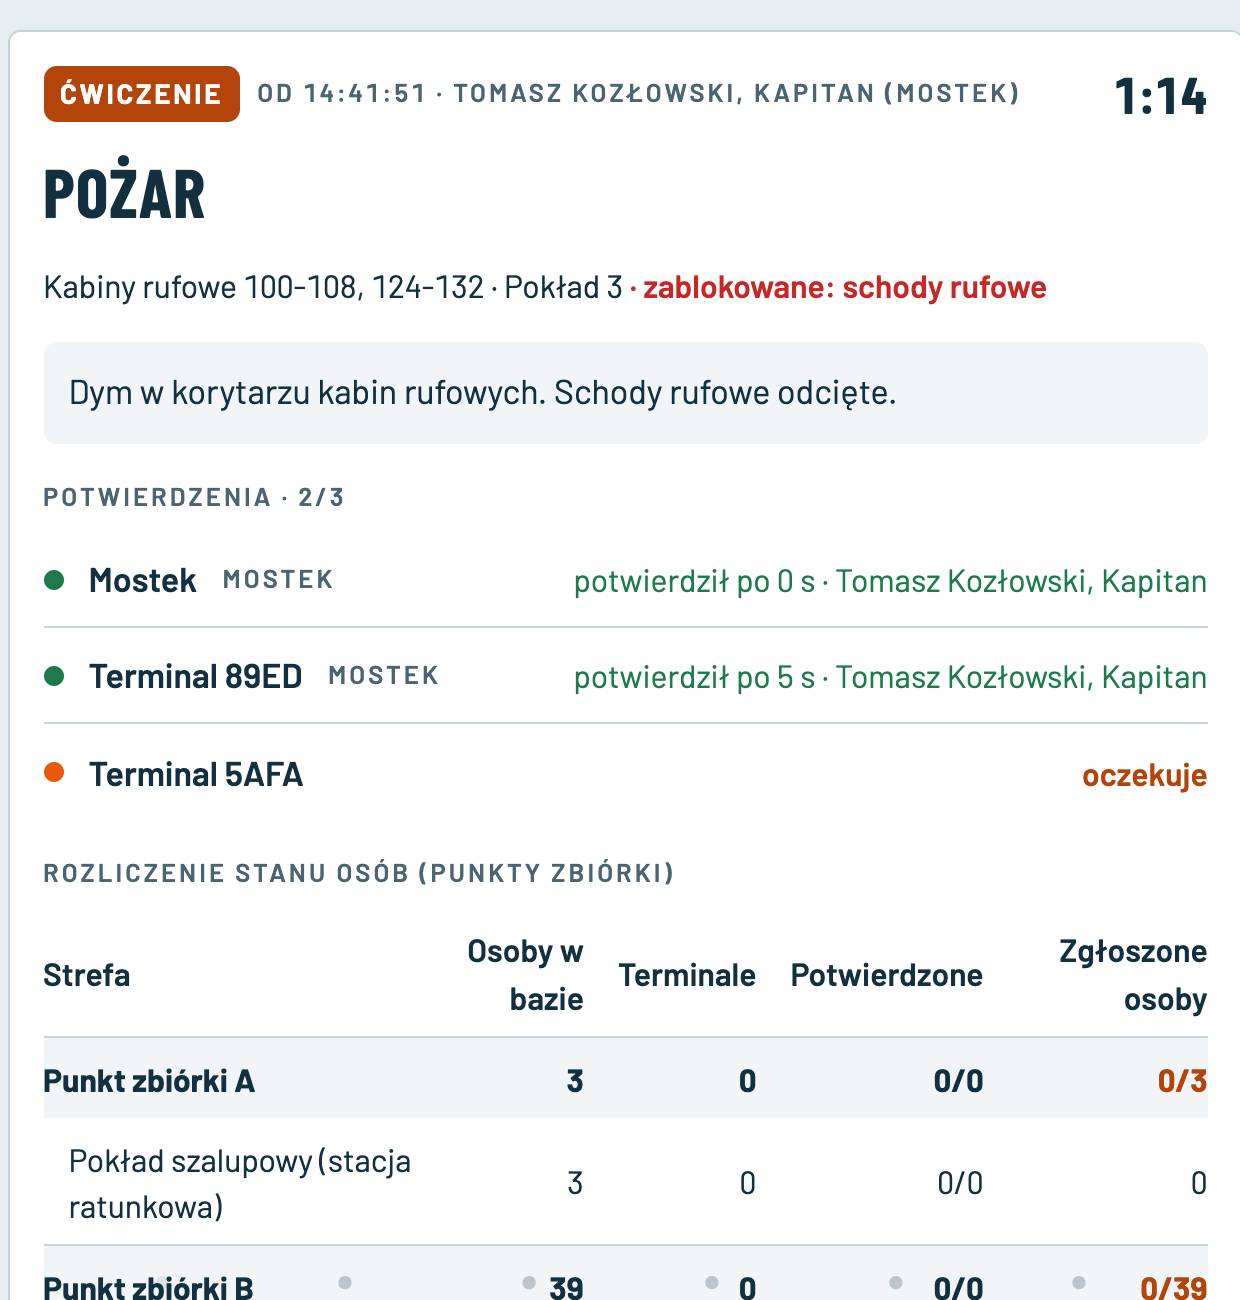 ĆWICZENIE OD 14:41:51 · TOMASZ KOZŁOWSKI, KAPITAN (MOSTEK) 1:14
POŻAR
Kabiny rufowe 100-108, 124-132 · Pokład 3 · zablokowane: schody rufowe
Dym w korytarzu kabin rufowych. Schody rufowe odcięte.
POTWIERDZENIA · 2/3
Mostek MOSTEK potwierdził po 0 s · Tomasz Kozłowski, Kapitan
Terminal 89ED MOSTEK potwierdził po 5 s · Tomasz Kozłowski, Kapitan
Terminal 5AFA oczekuje
ROZLICZENIE STANU OSÓB (PUNKTY ZBIÓRKI)
Strefa Osoby w bazie Terminale Potwierdzone Zgłoszone osoby
Punkt zbiórki A 3 0 0/0 0/3
Pokład szalupowy (stacja
ratunkowa) 3 0 0/0 0
Punkt zbiórki B 39 0 0/0 0/39